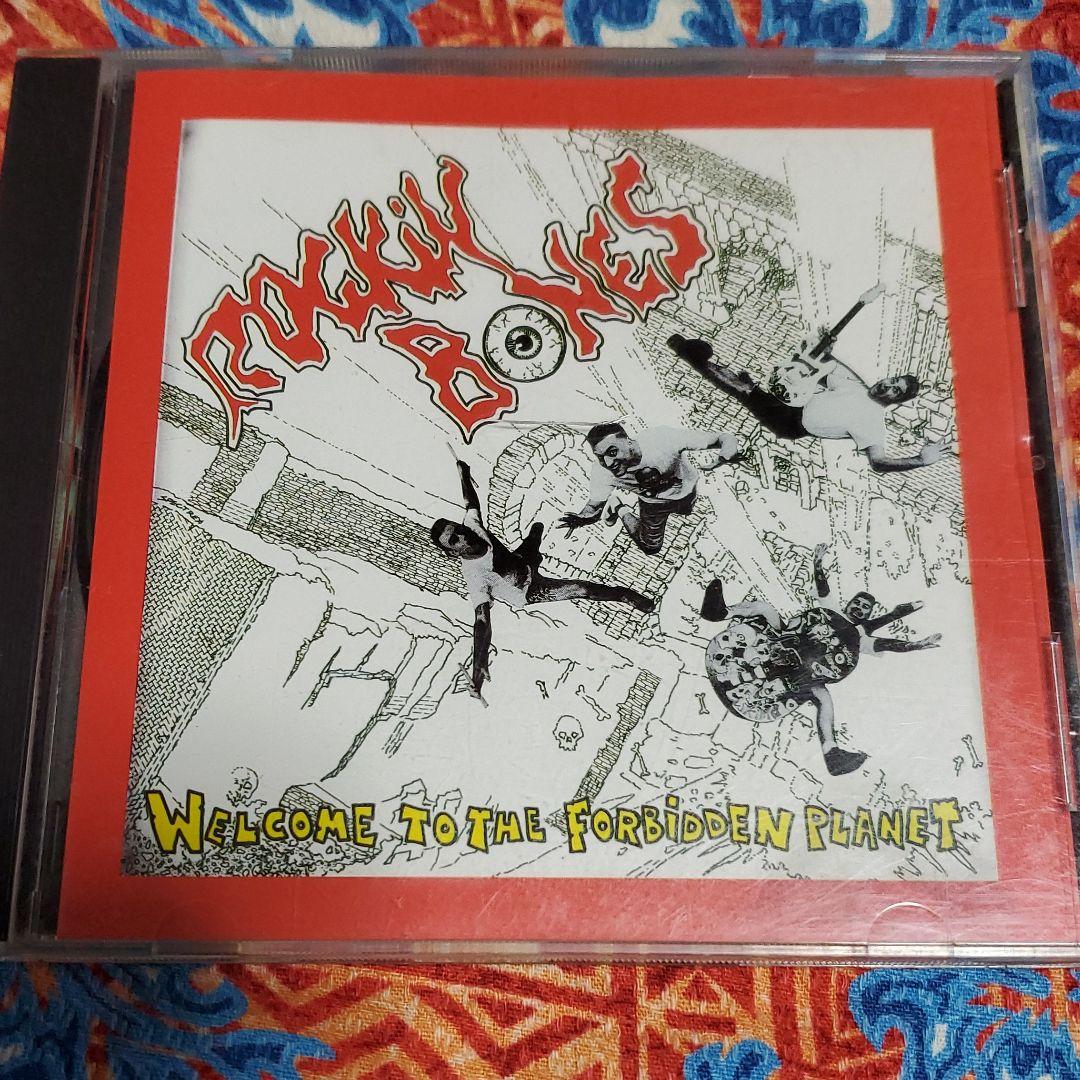 ROCKIN
BONES
WELCOME TO THE FORBIDDEN PLANET